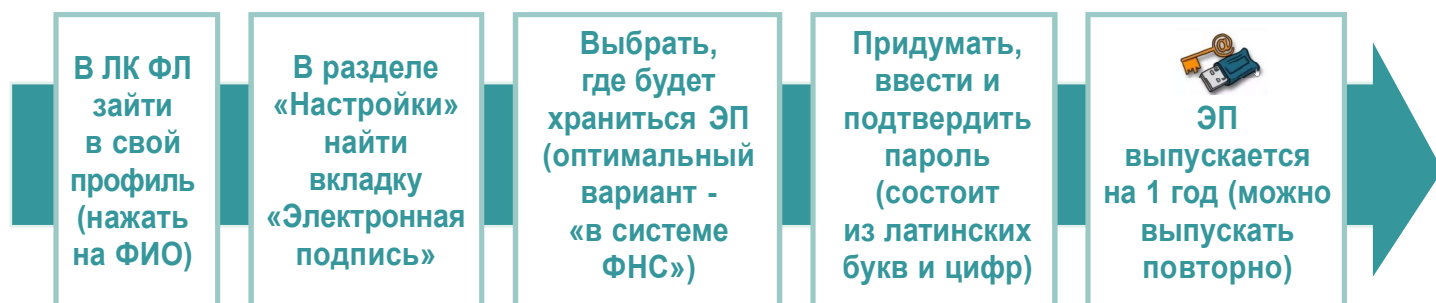 В ЛК ФЛ
зайти
в свой
профиль
(нажать
на ФИО)
В разделе
«Настройки»
найти
вкладку
«Электронная
подпись»
Выбрать,
где будет
храниться ЭП
(оптимальный
вариант -
«в системе
ФНС»)
Придумать,
ввести и
подтвердить
пароль
(состоит
из латинских
букв и цифр)
@
ЭП
выпускается
на 1 год (можно
выпускать
повторно)